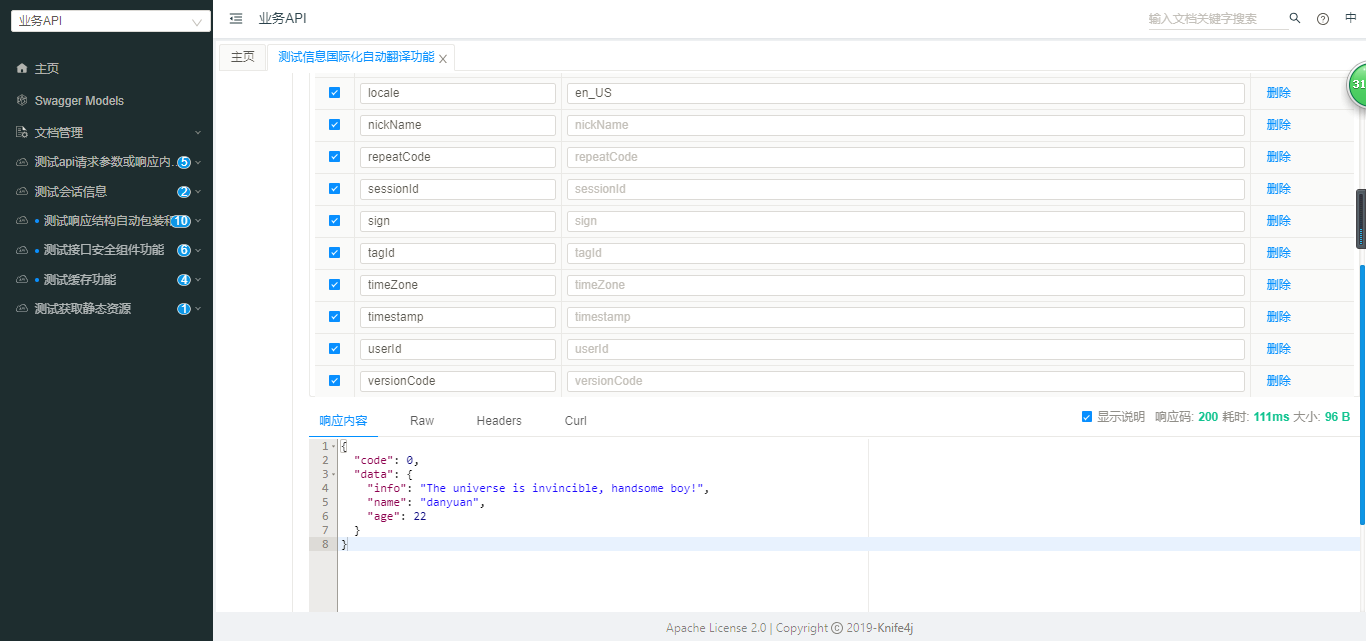 业务API
业务API
输入文档关键字搜索
中
主页
Swagger Models
文档管理
测试api请求参数或响应内... 5
测试会话信息 2
测试响应结构自动包装 10
测试接口安全组件功能 6
测试缓存功能 4
测试获取静态资源 1
主页
测试信息国际化自动翻译功能
31
locale en_US 删除
nickName nickName 删除
repeatCode repeatCode 删除
sessionId sessionId 删除
sign sign 删除
tagId tagId 删除
timeZone timeZone 删除
timestamp timestamp 删除
userId userId 删除
versionCode versionCode 删除
响应内容 Raw Headers Curl
显示说明 响应码: 200 耗时: 111ms 大小: 96 B
1 {
2 "code": 0,
3 "data": {
4 "info": "The universe is invincible, handsome boy!",
5 "name": "danyuan",
6 "age": 22
7 }
8 }
Apache License 2.0 | Copyright © 2019-Knife4j